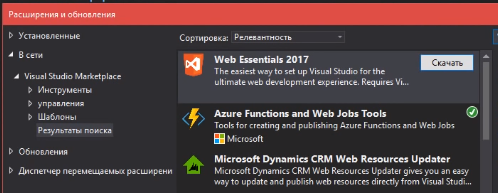 Расширения и обновления
Установленные
В сети
Visual Studio Marketplace
Инструменты
управления
Шаблоны
Результаты поиска
Обновления
Диспетчер перемещаемых расширени
Сортировка: Релевантность
Web Essentials 2017
Скачать
The easiest way to set up Visual Studio for the
ultimate web development experience. Requires Vi...
Azure Functions and Web Jobs Tools
Tools for creating and publishing Azure Functions and Web Jobs
Microsoft
Microsoft Dynamics CRM Web Resources Updater
Microsoft Dynamics CRM Web Resources Updater gives you an easy
way to update and publish web resources directly from Visual Studi...